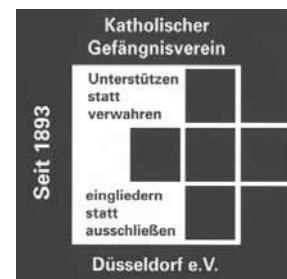 Katholischer
Gefängnisverein
Unterstützen
statt
verwahren
Seit 1893
eingliedern
statt
ausschließen
Düsseldorf e.V.